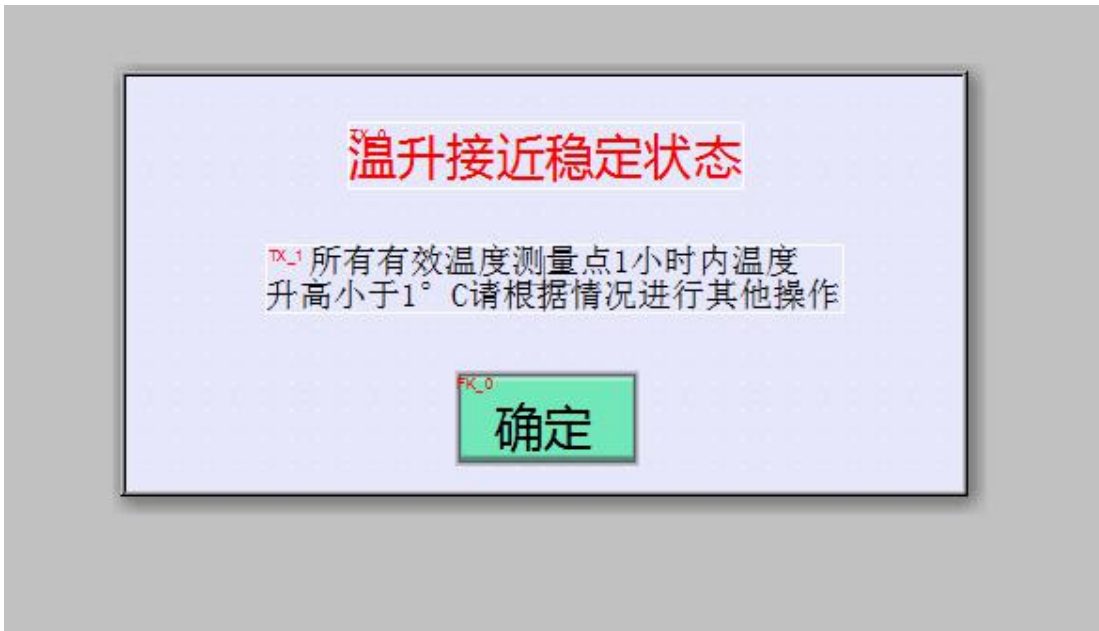 TX_0
温升接近稳定状态
TX_1
所有有效温度测量点1小时内温度
升高小于1°C请根据情况进行其他操作
FK_0
确定